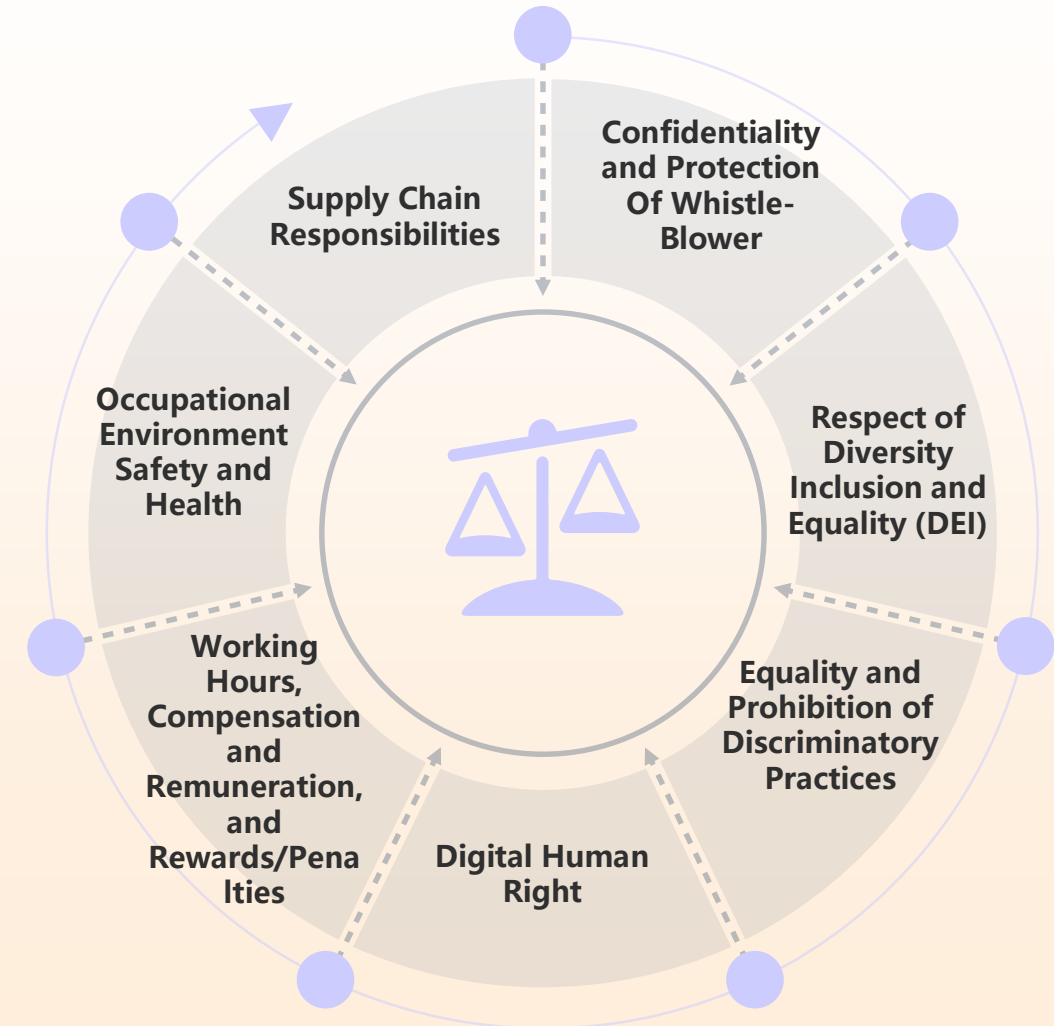 Confidentiality
and Protection
Of Whistle-
Blower
Respect of
Diversity
Inclusion and
Equality (DEI)
Equality and
Prohibition of
Discriminatory
Practices
Digital Human
Right
Working
Hours,
Compensation
and
Remuneration,
and
Rewards/Pena
lties
Occupational
Environment
Safety and
Health
Supply Chain
Responsibilities